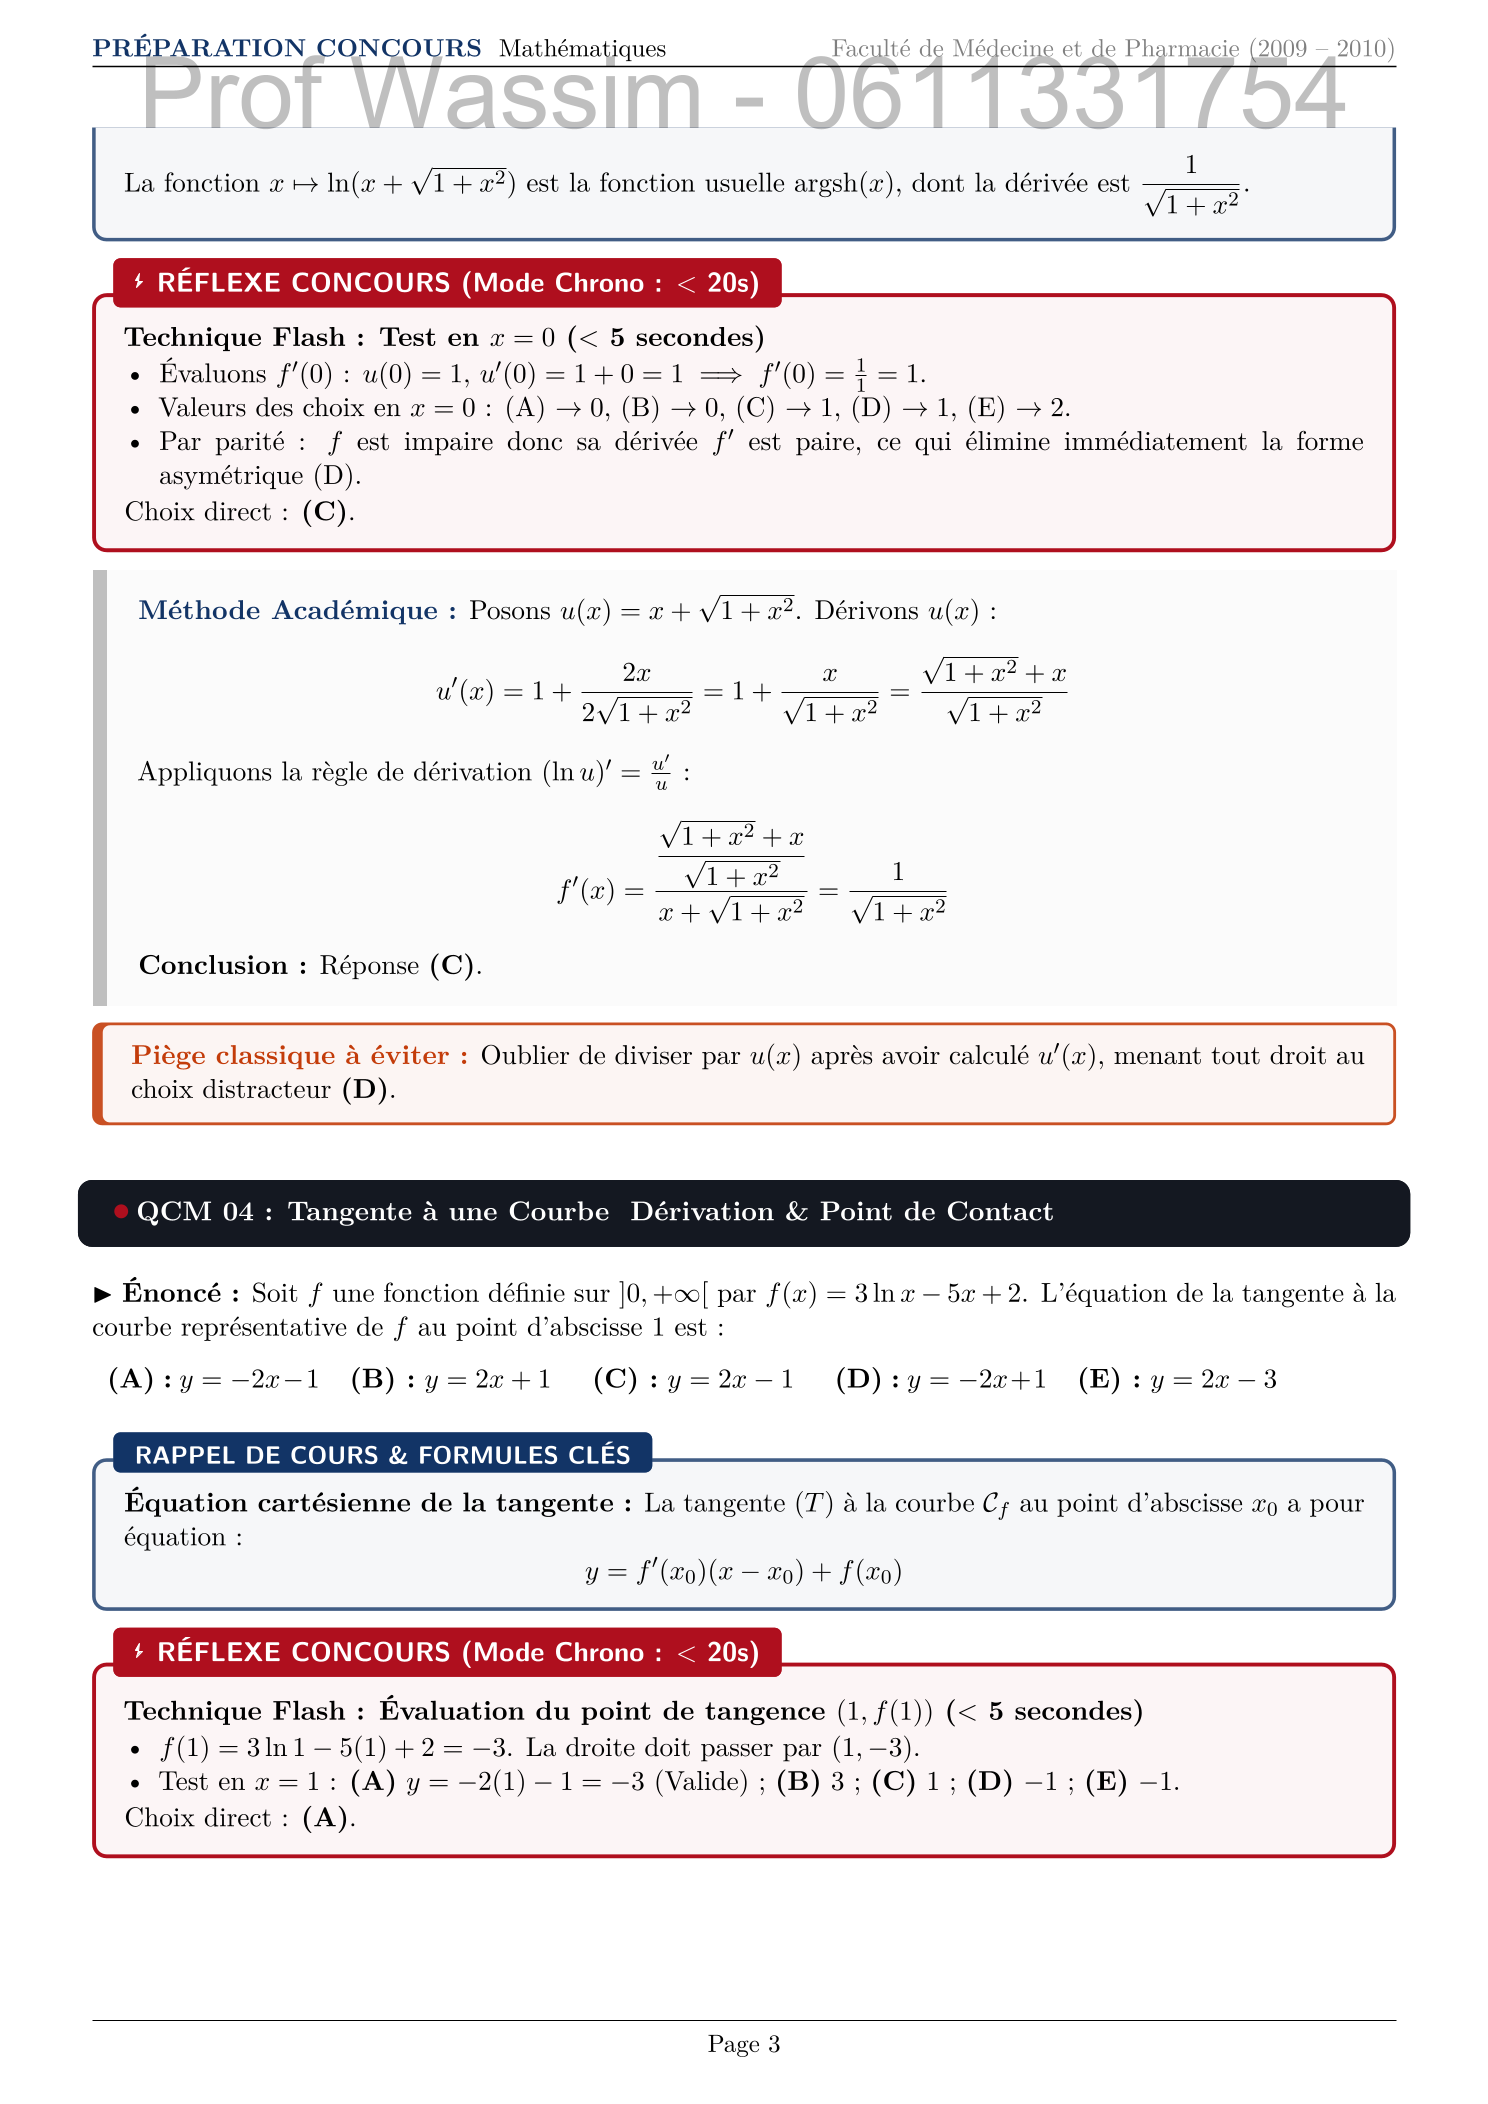 PRÉPARATION CONCOURS Mathématiques Faculté de Médecine et de Pharmacie (2009 – 2010)
Prof Wassim - 0611331754
La fonction x ↦ ln(x + √(1 + x²)) est la fonction usuelle argsh(x), dont la dérivée est 1/√(1 + x²).
RÉFLEXE CONCOURS (Mode Chrono : < 20s)
Technique Flash : Test en x = 0 (< 5 secondes)
• Évaluons f′(0) : u(0) = 1, u′(0) = 1 + 0 = 1 ⟹ f′(0) = 1/1 = 1.
• Valeurs des choix en x = 0 : (A) → 0, (B) → 0, (C) → 1, (D) → 1, (E) → 2.
• Par parité : f est impaire donc sa dérivée f′ est paire, ce qui élimine immédiatement la forme
asymétrique (D).
Choix direct : (C).
Méthode Académique : Posons u(x) = x + √(1 + x²). Dérivons u(x) :
u′(x) = 1 + 2x/(2√(1 + x²)) = 1 + x/√(1 + x²) = (√(1 + x²) + x)/√(1 + x²)
Appliquons la règle de dérivation (ln u)′ = u′/u :
f′(x) = ((√(1 + x²) + x)/√(1 + x²))/(x + √(1 + x²)) = 1/√(1 + x²)
Conclusion : Réponse (C).
Piège classique à éviter : Oublier de diviser par u(x) après avoir calculé u′(x), menant tout droit au
choix distracteur (D).
● QCM 04 : Tangente à une Courbe Dérivation & Point de Contact
▶ Énoncé : Soit f une fonction définie sur ]0, +∞[ par f(x) = 3 ln x − 5x + 2. L'équation de la tangente à la
courbe représentative de f au point d'abscisse 1 est :
(A) : y = −2x−1 (B) : y = 2x + 1 (C) : y = 2x − 1 (D) : y = −2x+1 (E) : y = 2x − 3
RAPPEL DE COURS & FORMULES CLÉS
Équation cartésienne de la tangente : La tangente (T) à la courbe 𝒞f au point d'abscisse x₀ a pour
équation :
y = f′(x₀)(x − x₀) + f(x₀)
RÉFLEXE CONCOURS (Mode Chrono : < 20s)
Technique Flash : Évaluation du point de tangence (1, f(1)) (< 5 secondes)
• f(1) = 3 ln 1 − 5(1) + 2 = −3. La droite doit passer par (1, −3).
• Test en x = 1 : (A) y = −2(1) − 1 = −3 (Valide) ; (B) 3 ; (C) 1 ; (D) −1 ; (E) −1.
Choix direct : (A).
Page 3